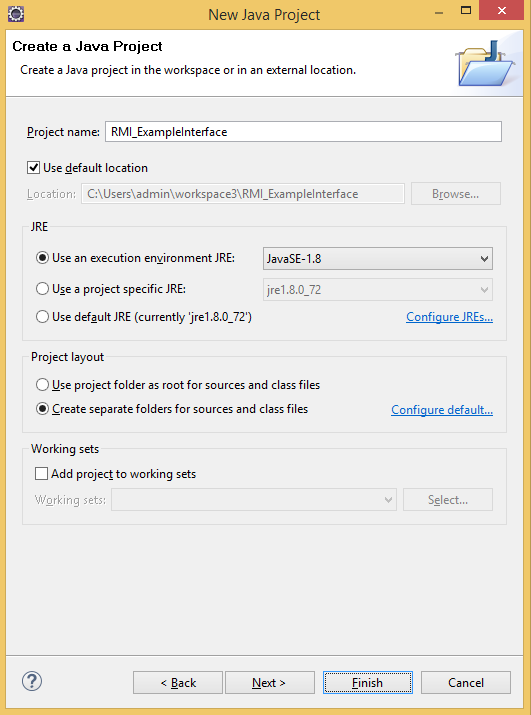 New Java Project
Create a Java Project
Create a Java project in the workspace or in an external location.
Project name: RMI_ExampleInterface
Use default location
Location: C:\Users\admin\workspace3\RMI_ExampleInterface Browse...
JRE
Use an execution environment JRE: JavaSE-1.8
Use a project specific JRE: jre1.8.0_72
Use default JRE (currently 'jre1.8.0_72') Configure JREs...
Project layout
Use project folder as root for sources and class files
Create separate folders for sources and class files Configure default...
Working sets
Add project to working sets
Working sets: Select...
? < Back Next > Finish Cancel